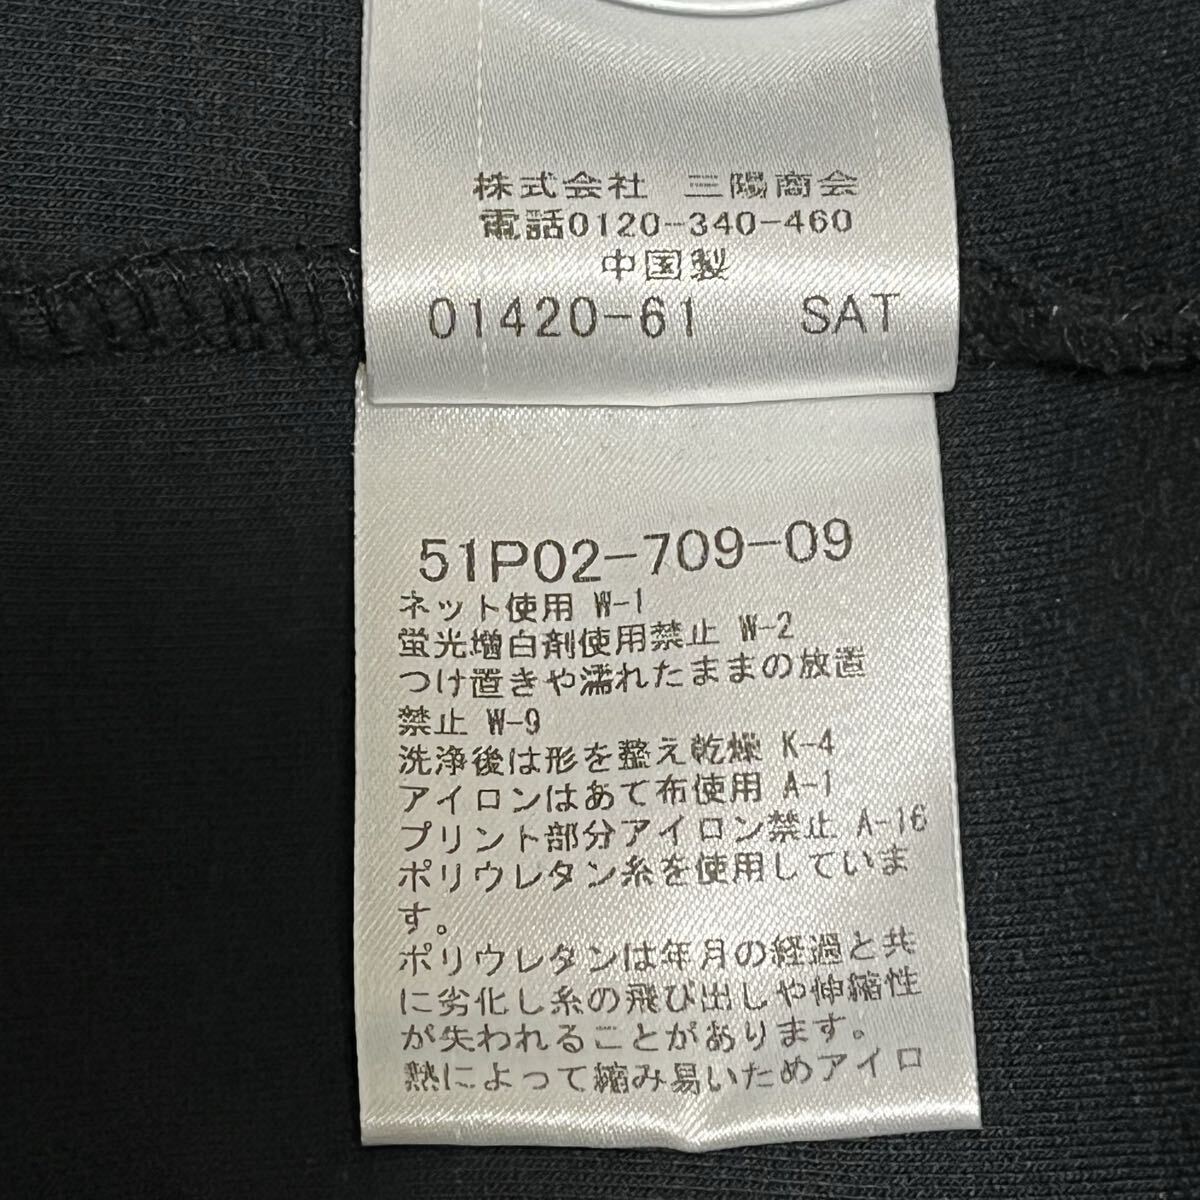 株式会社 三陽商会
電話0120-340-460
中国製
01420-61 SAT
51P02-709-09
ネット使用 W-1
蛍光増白剤使用禁止 W-2
つけ置きや濡れたままの放置
禁止 W-9
洗浄後は形を整え乾燥 K-4
アイロンはあて布使用 A-1
プリント部分アイロン禁止 A-16
ポリウレタン糸を使用していま
す。
ポリウレタンは年月の経過と共
に劣化し糸の飛び出しや伸縮性
が失われることがあります。
熱によって縮み易いためアイロ